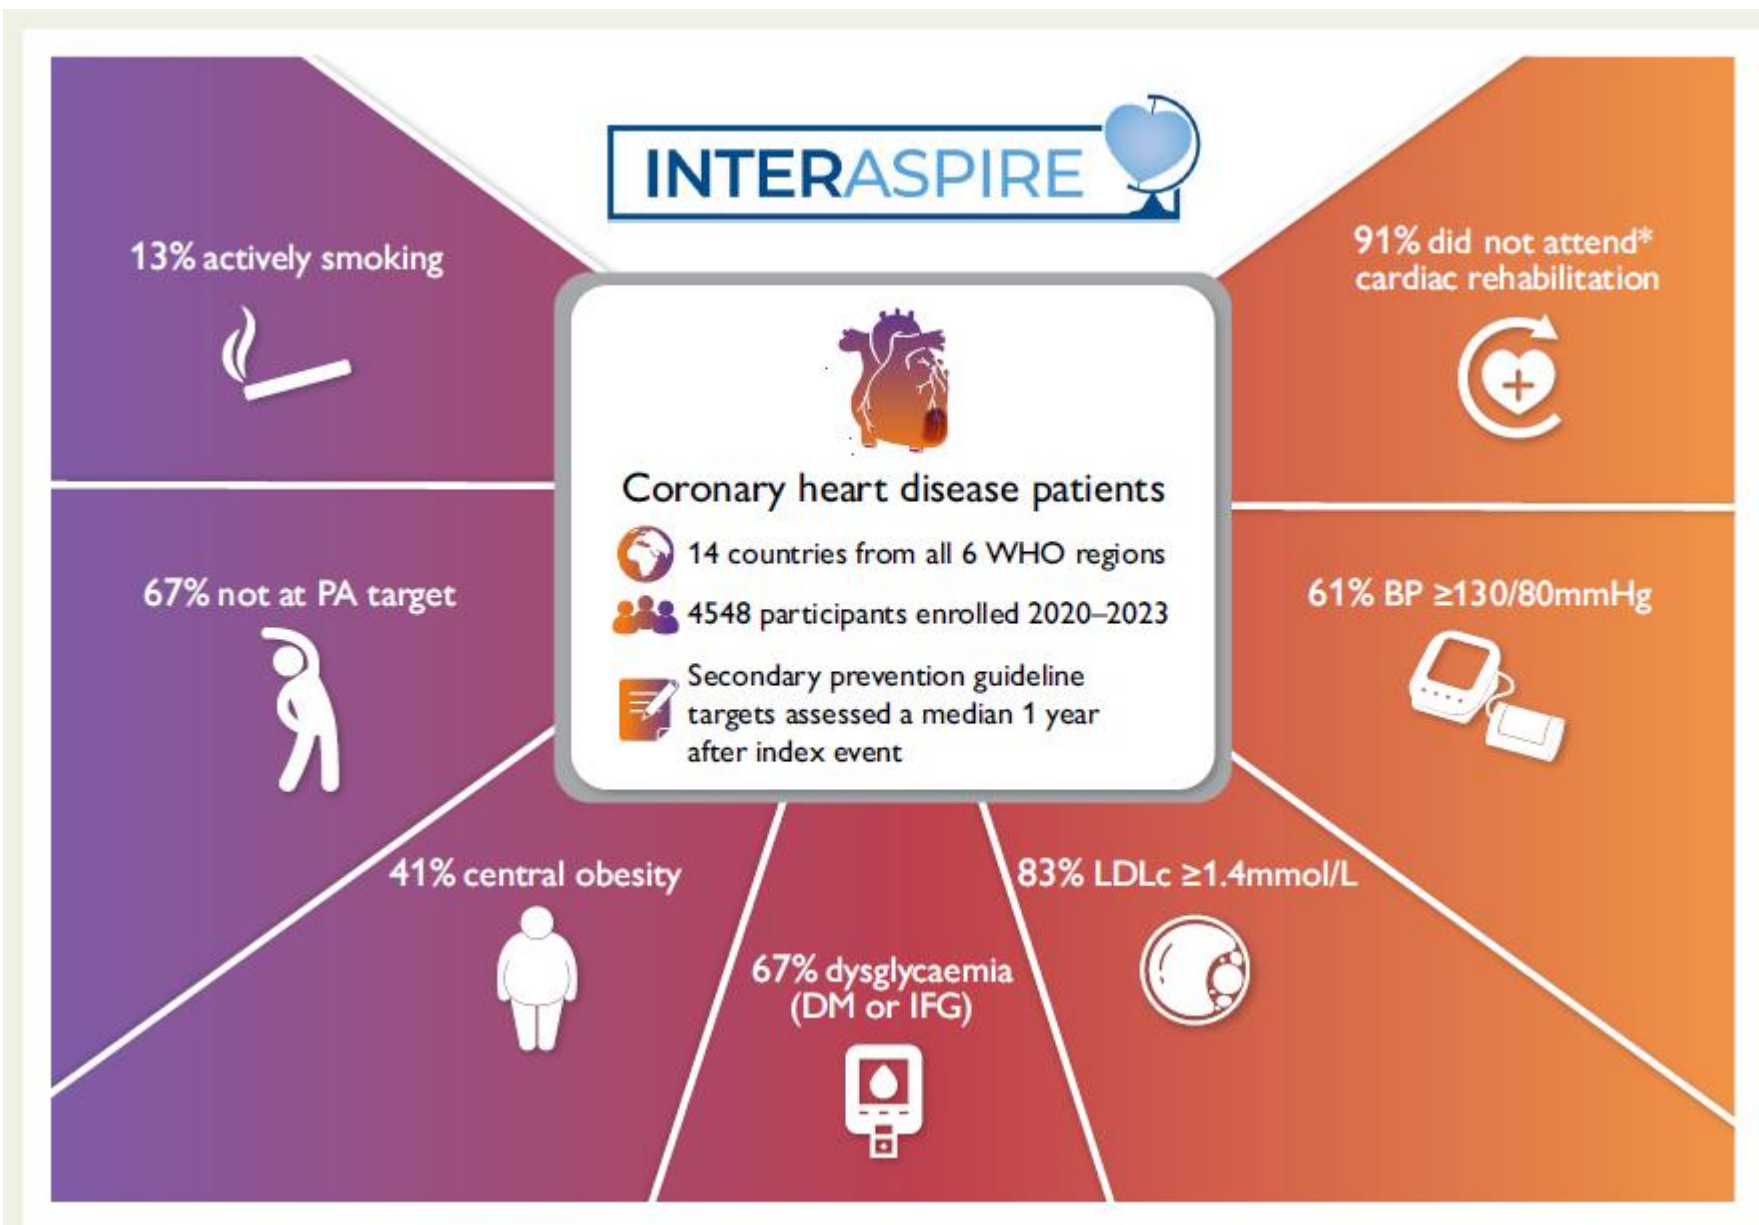 INTERASPIRE
13% actively smoking
91% did not attend*
cardiac rehabilitation
Coronary heart disease patients
14 countries from all 6 WHO regions
4548 participants enrolled 2020–2023
Secondary prevention guideline
targets assessed a median 1 year
after index event
67% not at PA target
61% BP ≥130/80mmHg
41% central obesity
83% LDLc ≥1.4mmol/L
67% dysglycaemia
(DM or IFG)